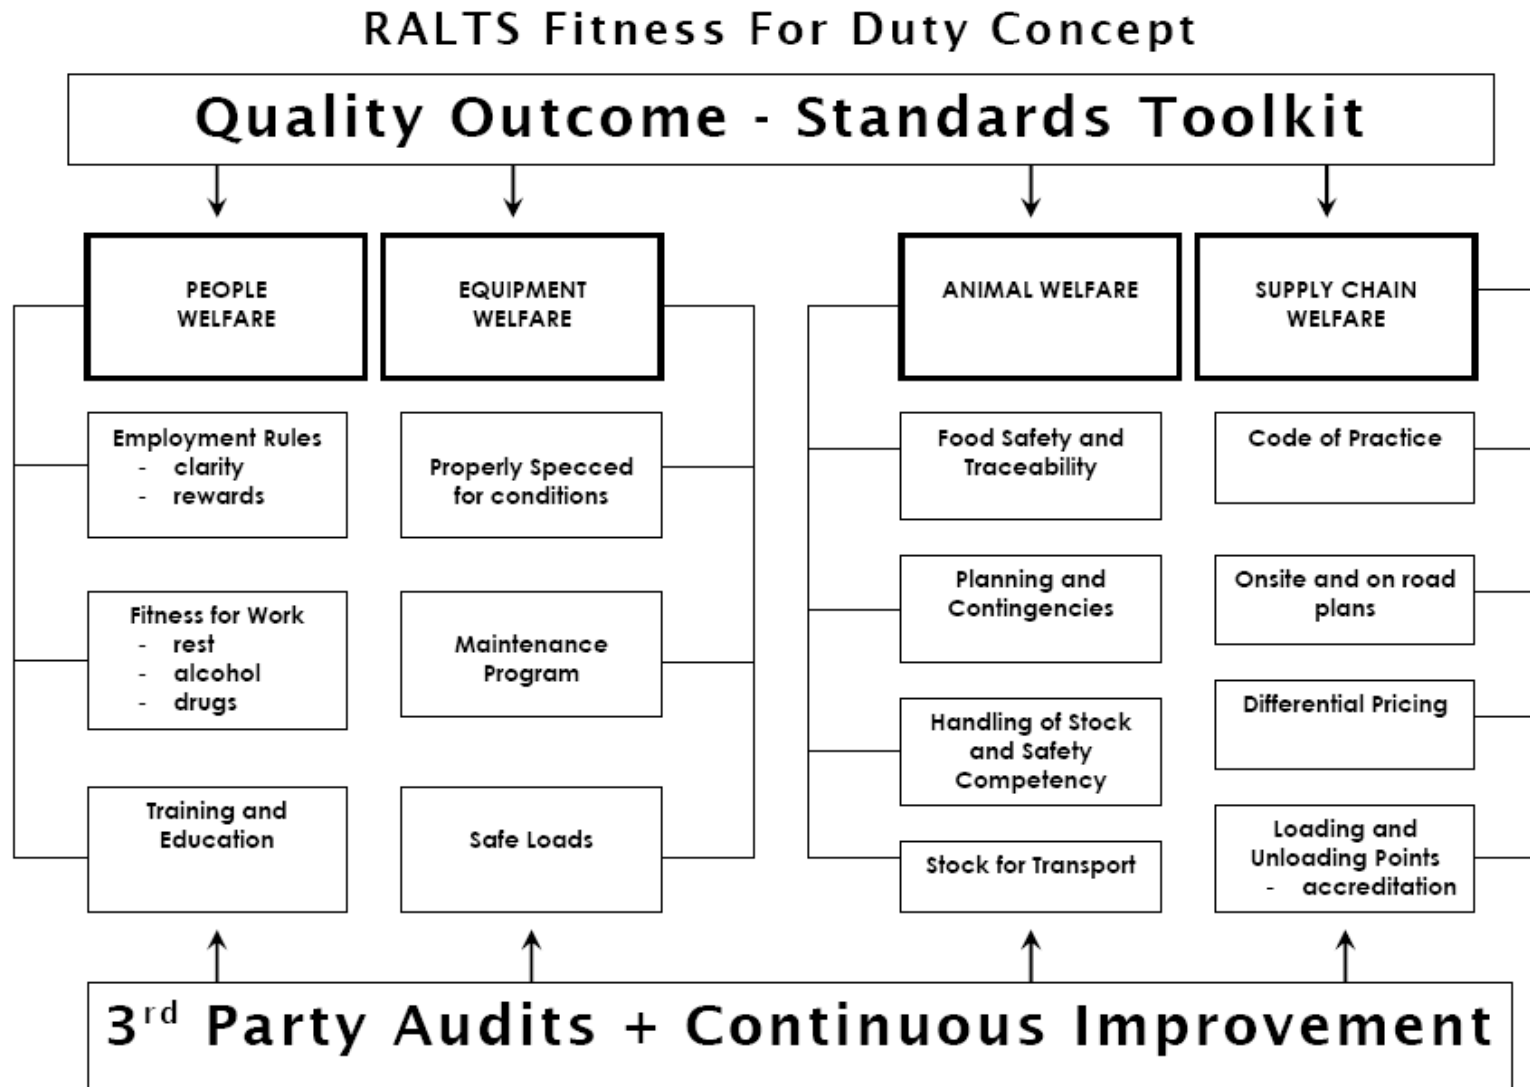 RALTS Fitness For Duty Concept
Quality Outcome - Standards Toolkit
PEOPLE
WELFARE
Employment Rules
- clarity
- rewards
Fitness for Work
- rest
- alcohol
- drugs
Training and
Education
EQUIPMENT
WELFARE
Properly Specced
for conditions
Maintenance
Program
Safe Loads
ANIMAL WELFARE
Food Safety and
Traceability
Planning and
Contingencies
Handling of Stock
and Safety
Competency
Stock for Transport
SUPPLY CHAIN
WELFARE
Code of Practice
Onsite and on road
plans
Differential Pricing
Loading and
Unloading Points
- accreditation
3rd Party Audits + Continuous Improvement